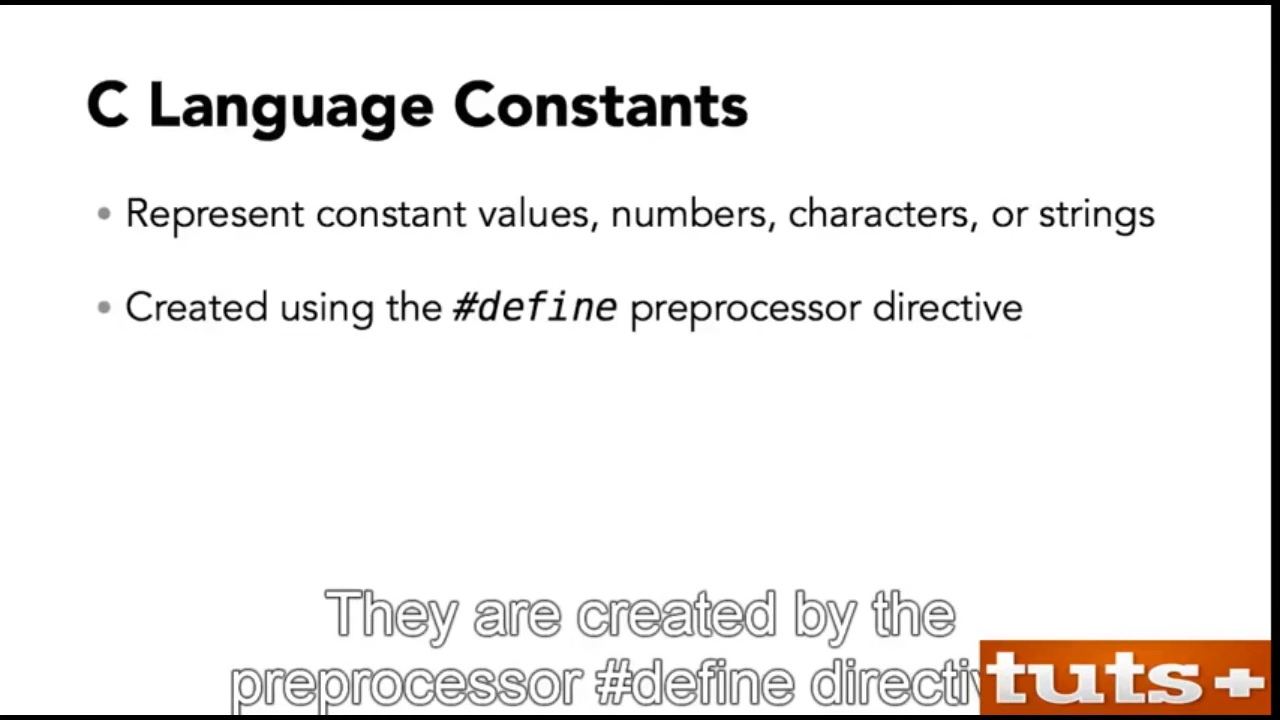 C Language Constants
• Represent constant values, numbers, characters, or strings
• Created using the #define preprocessor directive
They are created by the
preprocessor #define
tuts+